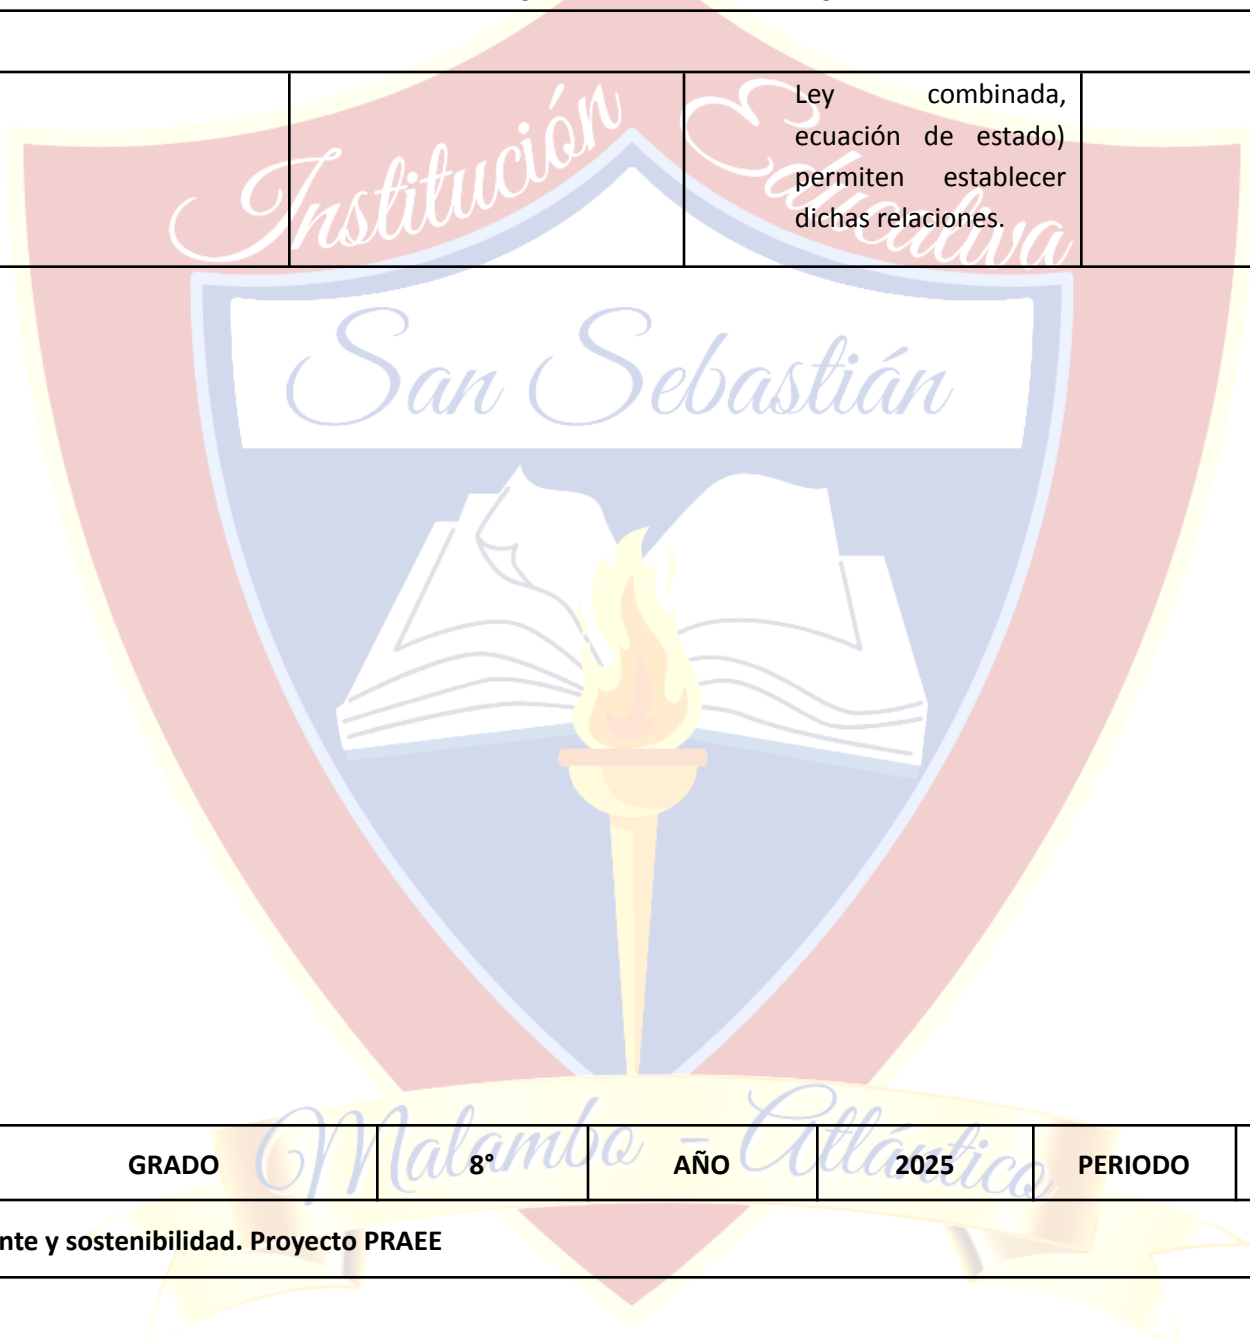 Ley combinada,
ecuación de estado)
permiten establecer
dichas relaciones.
Institución Educativa
San Sebastián
Malambo – Atlántico
GRADO 8° AÑO 2025 PERIODO
nte y sostenibilidad. Proyecto PRAEE